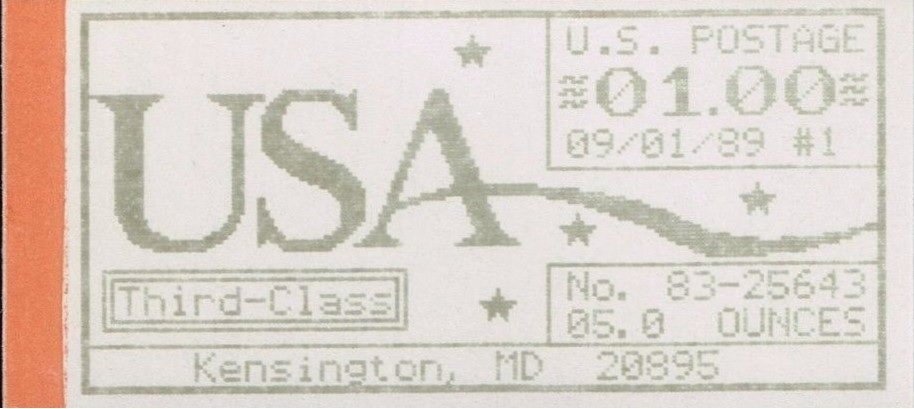 USA
U.S. POSTAGE
≈01.00≈
09/01/89 #1
Third-Class
No. 83-25643
05.0 OUNCES
Kensington, MD 20895